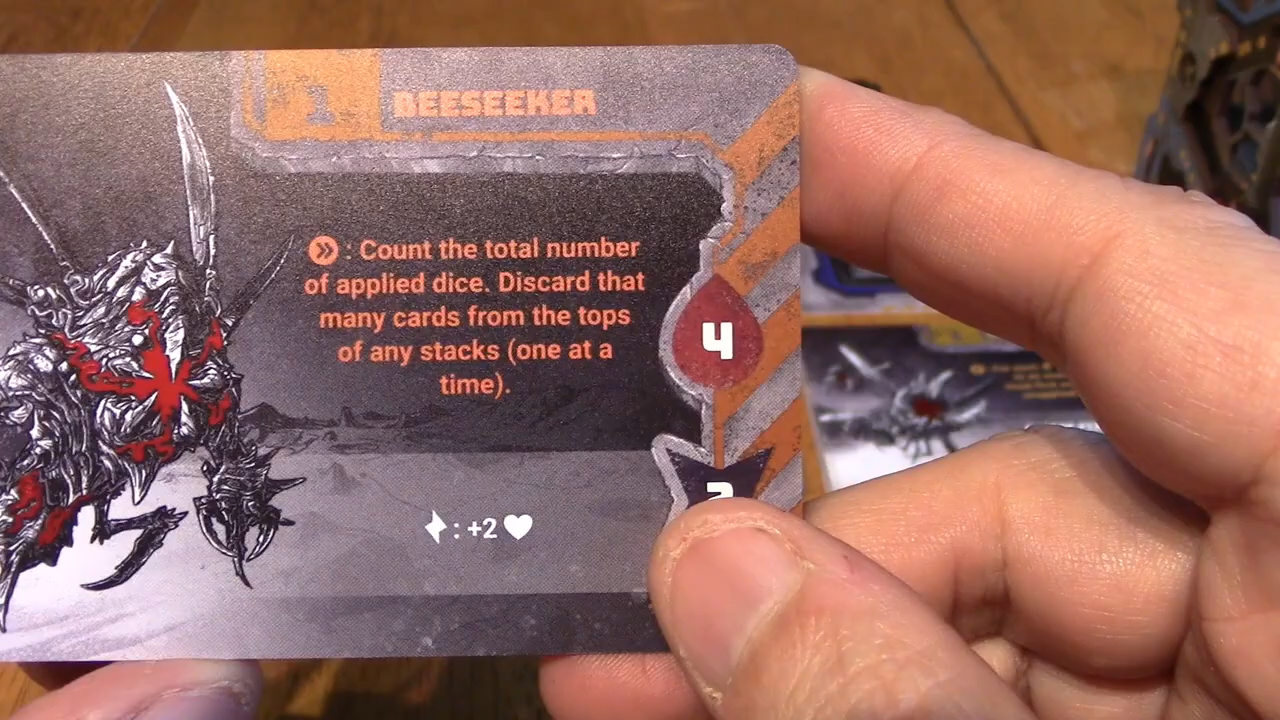 1 BEESEEKER
: Count the total number
of applied dice. Discard that
many cards from the tops
of any stacks (one at a
time).
4
: +2